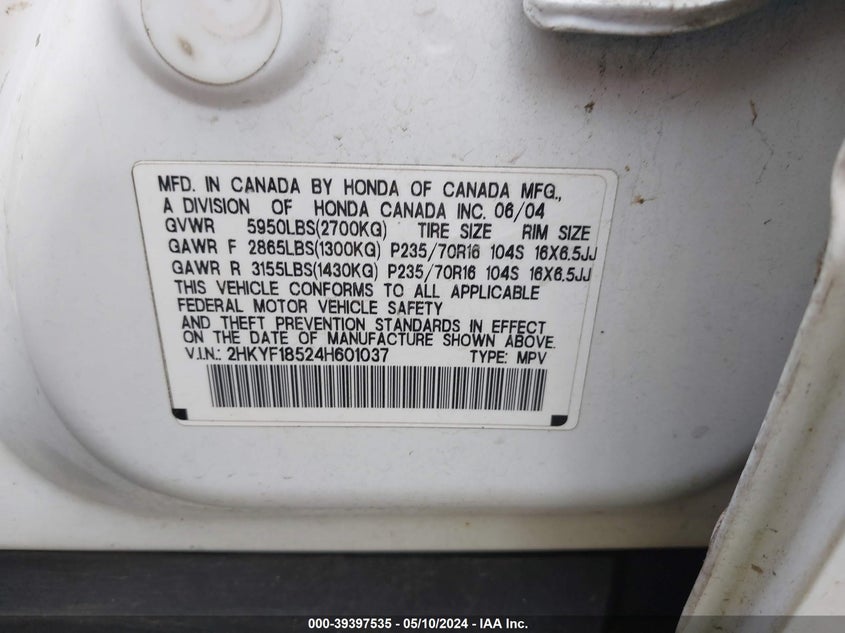 MFD. IN CANADA BY HONDA OF CANADA MFG.,
A DIVISION OF HONDA CANADA INC. 06/04
GVWR 5950LBS(2700KG) TIRE SIZE RIM SIZE
GAWR F 2865LBS(1300KG) P235/70R16 104S 16X6.5JJ
GAWR R 3155LBS(1430KG) P235/70R16 104S 16X6.5JJ
THIS VEHICLE CONFORMS TO ALL APPLICABLE
FEDERAL MOTOR VEHICLE SAFETY
AND THEFT PREVENTION STANDARDS IN EFFECT
ON THE DATE OF MANUFACTURE SHOWN ABOVE.
V.I.N.: 2HKYF18524H601037 TYPE: MPV
000-39397535 - 05/10/2024 - IAA Inc.